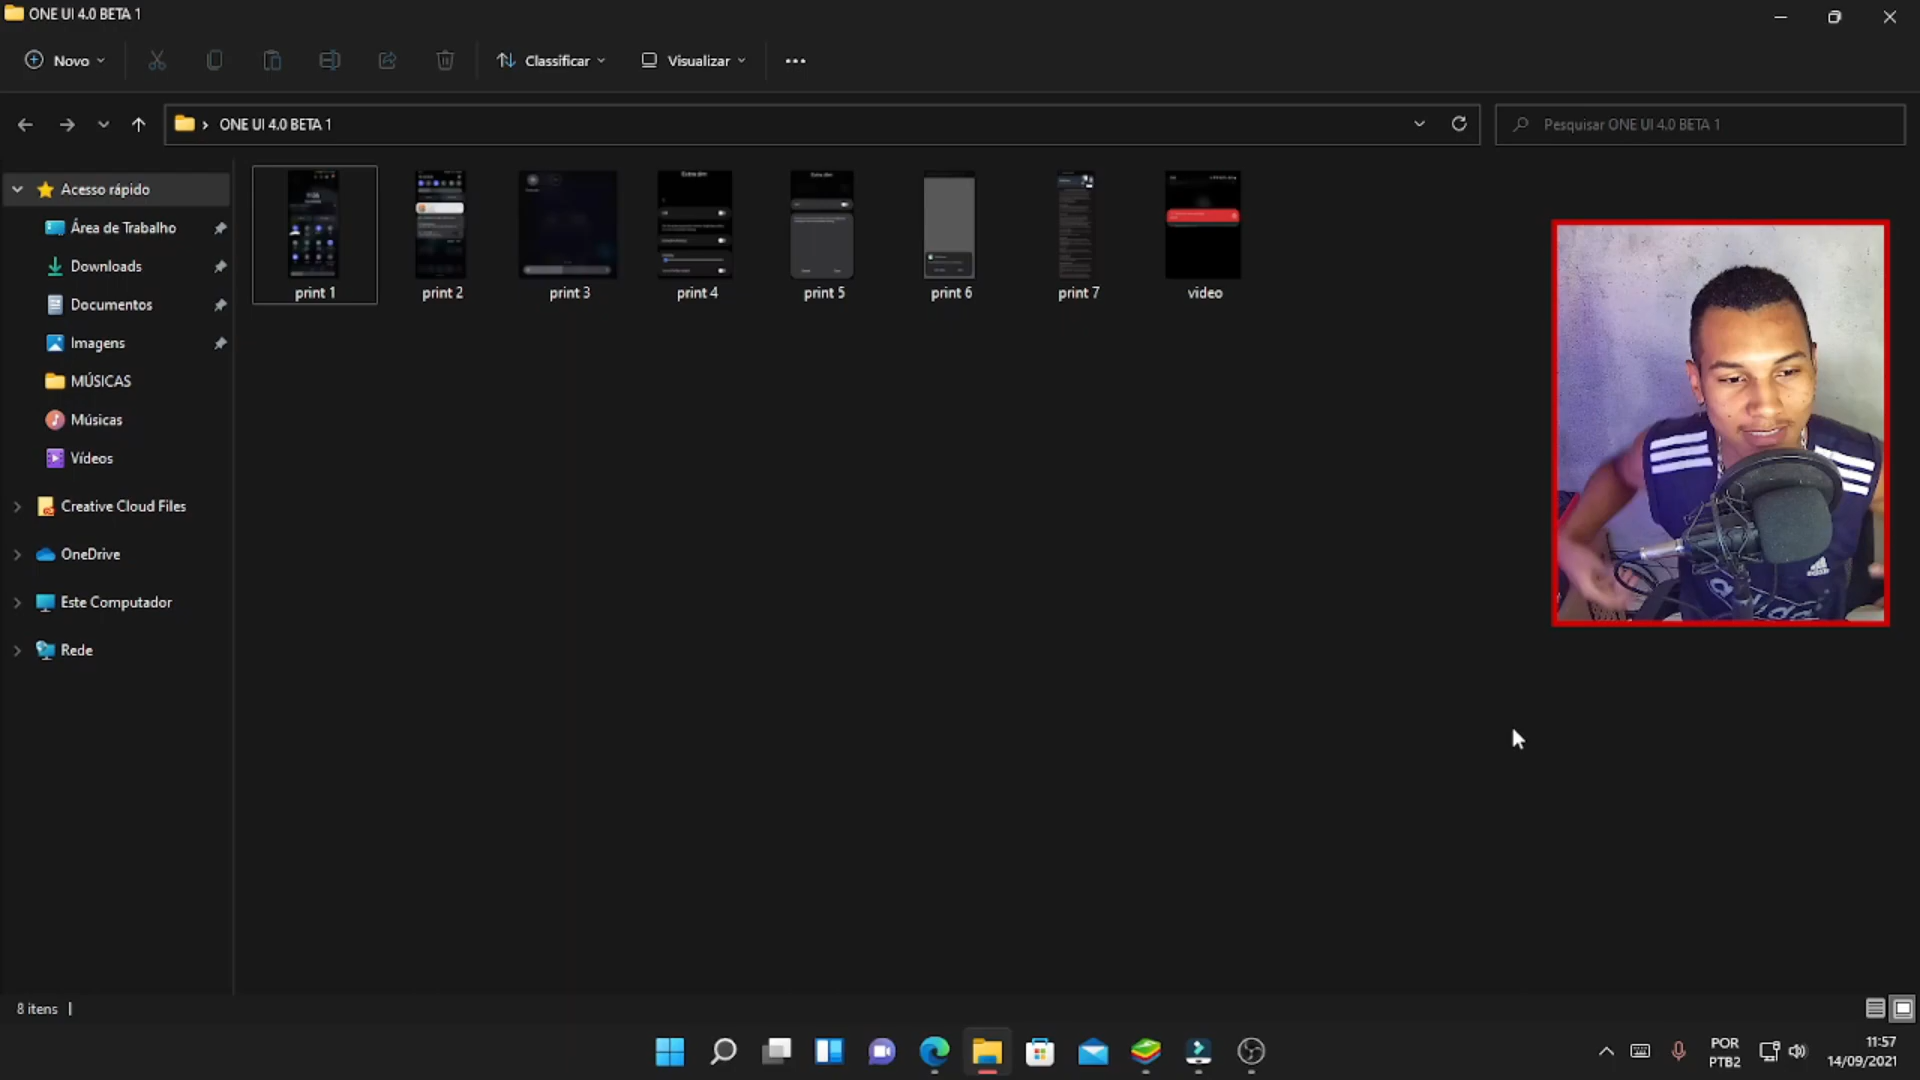 ONE UI 4.0 BETA 1
Novo
Classificar
Visualizar
ONE UI 4.0 BETA 1
Pesquisar ONE UI 4.0 BETA 1
Acesso rápido
Área de Trabalho
Downloads
Documentos
Imagens
MÚSICAS
Músicas
Vídeos
Creative Cloud Files
OneDrive
Este Computador
Rede
print 1
print 2
print 3
print 4
print 5
print 6
print 7
video
adidas
8 itens
POR
PTB2
11:57
14/09/2021